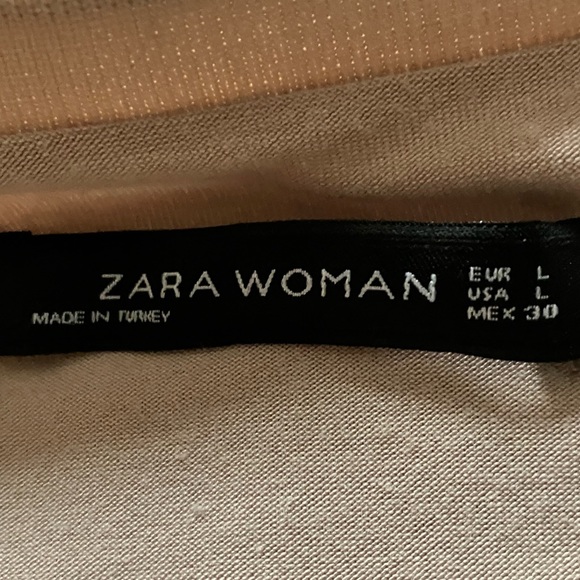 ZARA WOMAN
MADE IN TURKEY
EUR L
USA L
MEX 30